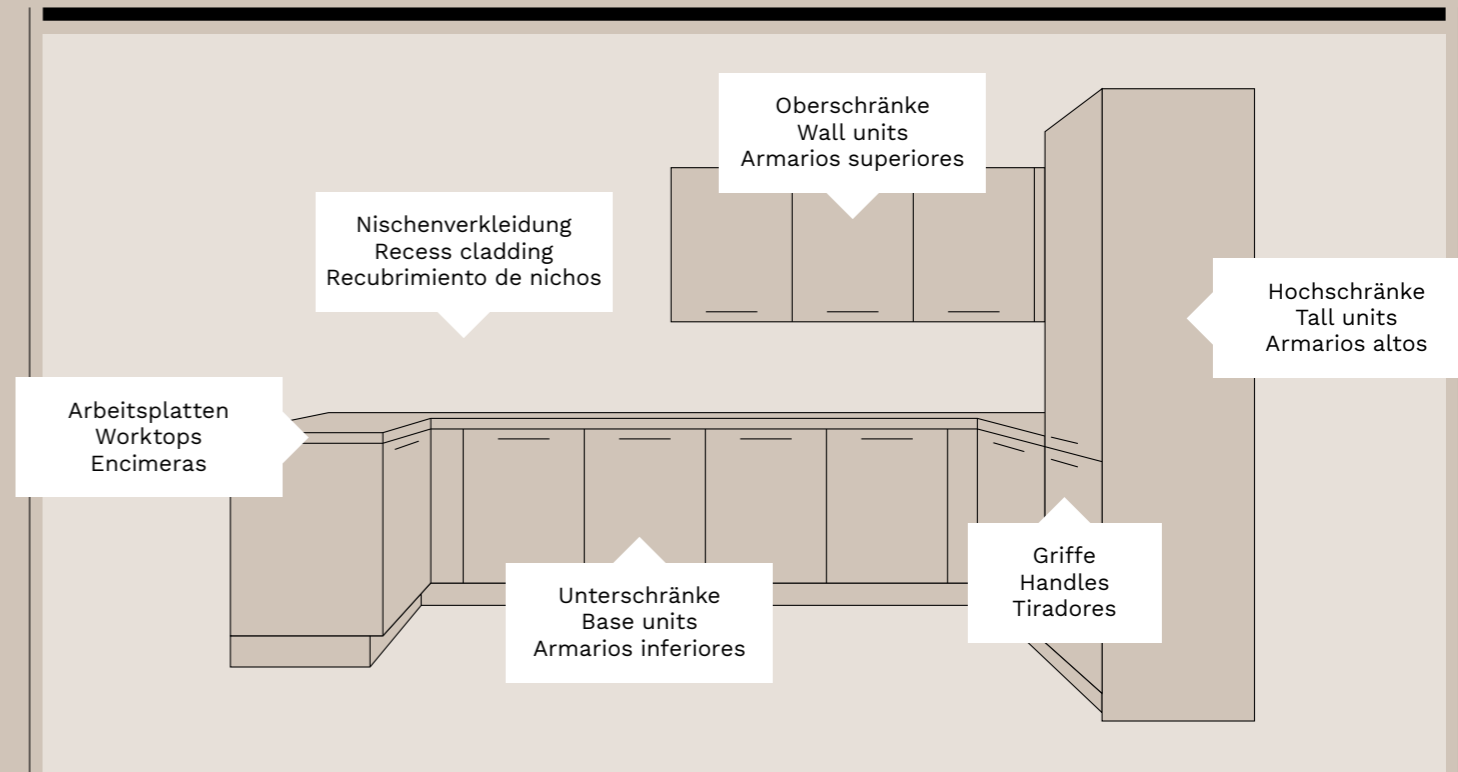 Oberschränke
Wall units
Armarios superiores
Nischenverkleidung
Recess cladding
Recubrimiento de nichos
Hochschränke
Tall units
Armarios altos
Arbeitsplatten
Worktops
Encimeras
Griffe
Handles
Tiradores
Unterschränke
Base units
Armarios inferiores